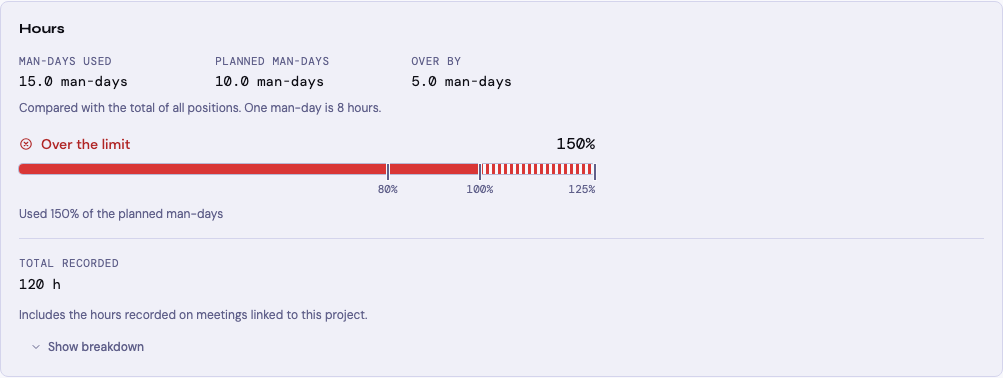 Hours
MAN-DAYS USED PLANNED MAN-DAYS OVER BY
15.0 man-days 10.0 man-days 5.0 man-days
Compared with the total of all positions. One man-day is 8 hours.
Over the limit 150%
80% 100% 125%
Used 150% of the planned man-days
TOTAL RECORDED
120 h
Includes the hours recorded on meetings linked to this project.
Show breakdown